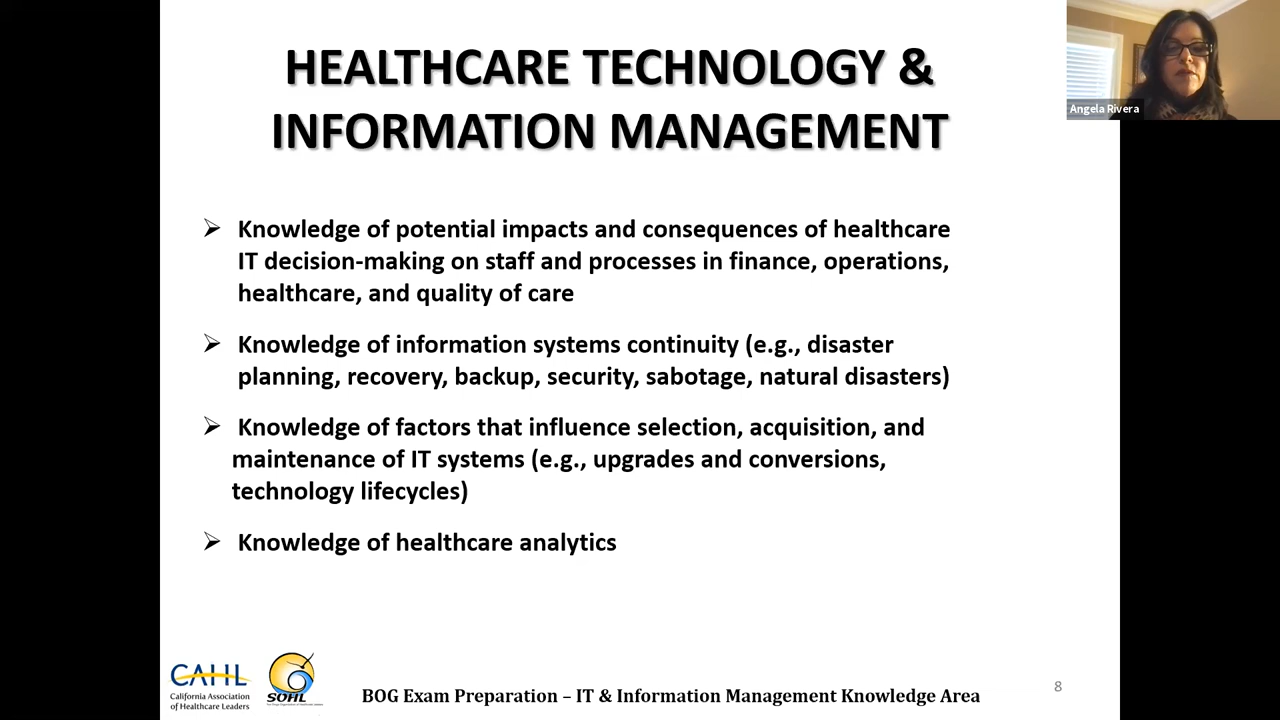 HEALTHCARE TECHNOLOGY &
INFORMATION MANAGEMENT
Angela Rivera
Knowledge of potential impacts and consequences of healthcare
IT decision-making on staff and processes in finance, operations,
healthcare, and quality of care
Knowledge of information systems continuity (e.g., disaster
planning, recovery, backup, security, sabotage, natural disasters)
Knowledge of factors that influence selection, acquisition, and
maintenance of IT systems (e.g., upgrades and conversions,
technology lifecycles)
Knowledge of healthcare analytics
CAHL
California Association
of Healthcare Leaders
SOHL
BOG Exam Preparation – IT & Information Management Knowledge Area
8